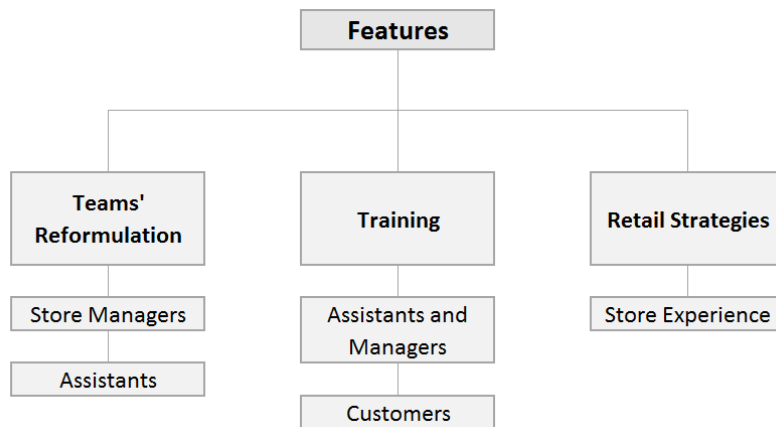 Features
Teams'
Reformulation
Store Managers
Assistants
Training
Assistants and
Managers
Customers
Retail Strategies
Store Experience